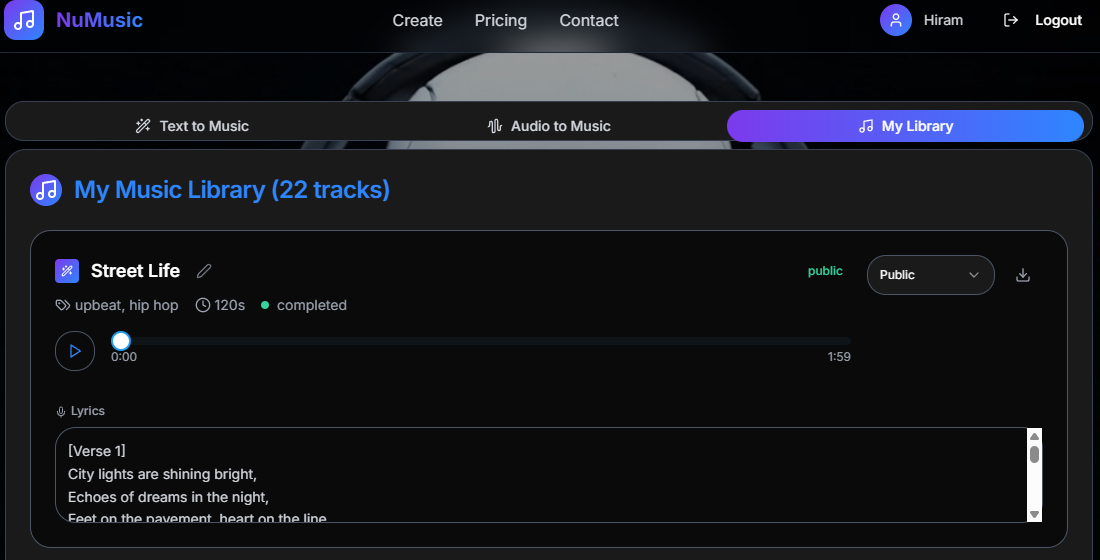 NuMusic
Create
Pricing
Contact
Hiram
Logout
Text to Music
Audio to Music
My Library
My Music Library (22 tracks)
Street Life
public
Public
upbeat, hip hop
120s
completed
0:00
1:59
Lyrics
[Verse 1]
City lights are shining bright,
Echoes of dreams in the night,
Feet on the pavement, heart on the line